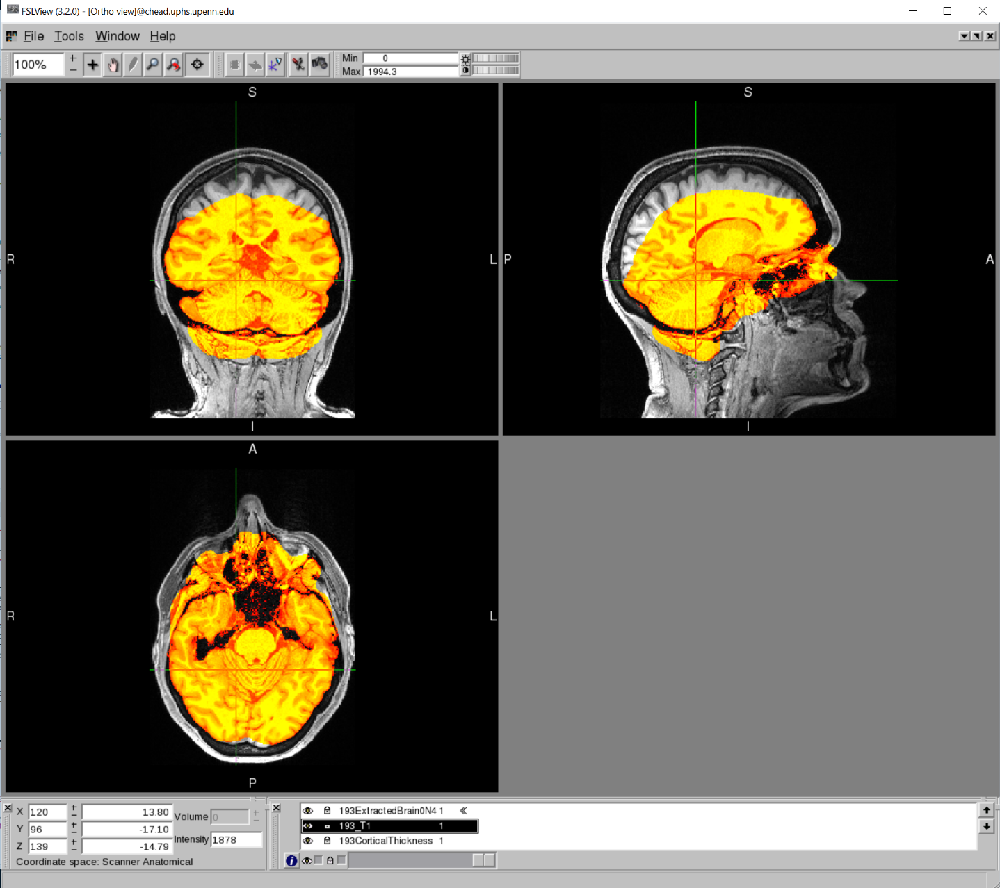 FSLView (3.2.0) - [Ortho view]@chead.uphs.upenn.edu
File Tools Window Help
100%
Min 0
Max 1994.3
S
R
L
I
S
P
A
I
A
R
L
P
X 120 13.80
Y 96 -17.10
Z 139 -14.79
Volume 0
Intensity 1878
Coordinate space: Scanner Anatomical
193ExtractedBrain0N4 1
193_T1 1
193CorticalThickness 1